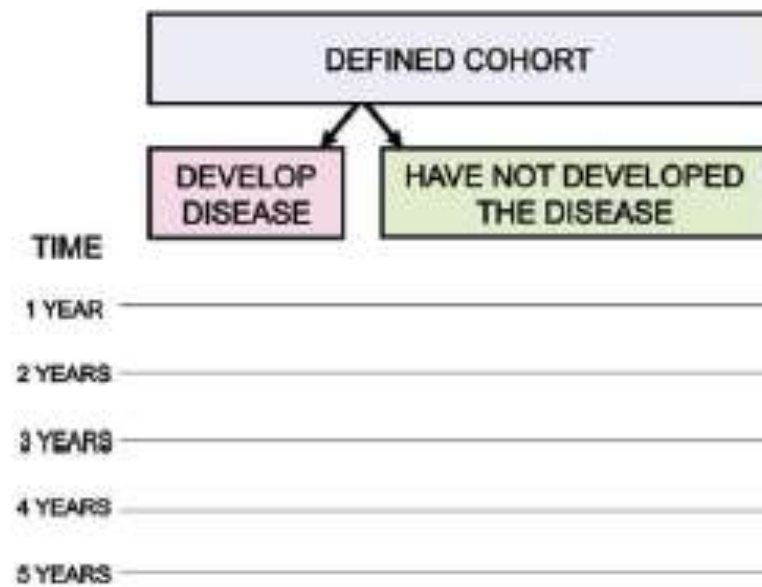 DEFINED COHORT
DEVELOP
DISEASE
HAVE NOT DEVELOPED
THE DISEASE
TIME
1 YEAR
2 YEARS
3 YEARS
4 YEARS
5 YEARS